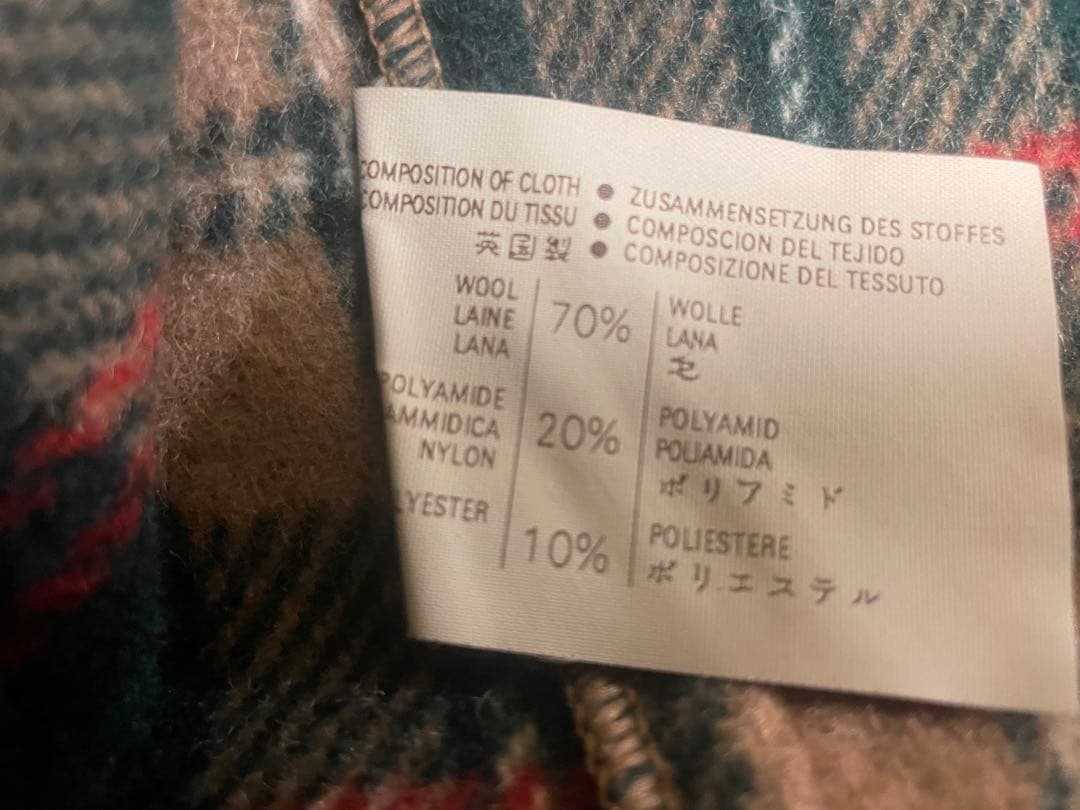 COMPOSITION OF CLOTH ● ZUSAMMENSETZUNG DES STOFFES
COMPOSITION DU TISSU ● COMPOSCION DEL TEJIDO
英国製 ● COMPOSIZIONE DEL TESSUTO
WOOL
LAINE
LANA
70%
WOLLE
LANA
毛
POLYAMIDE
AMMIDICA
NYLON
20%
POLYAMID
POLIAMIDA
ポリアミド
LYESTER
10%
POLIESTERE
ポリエステル